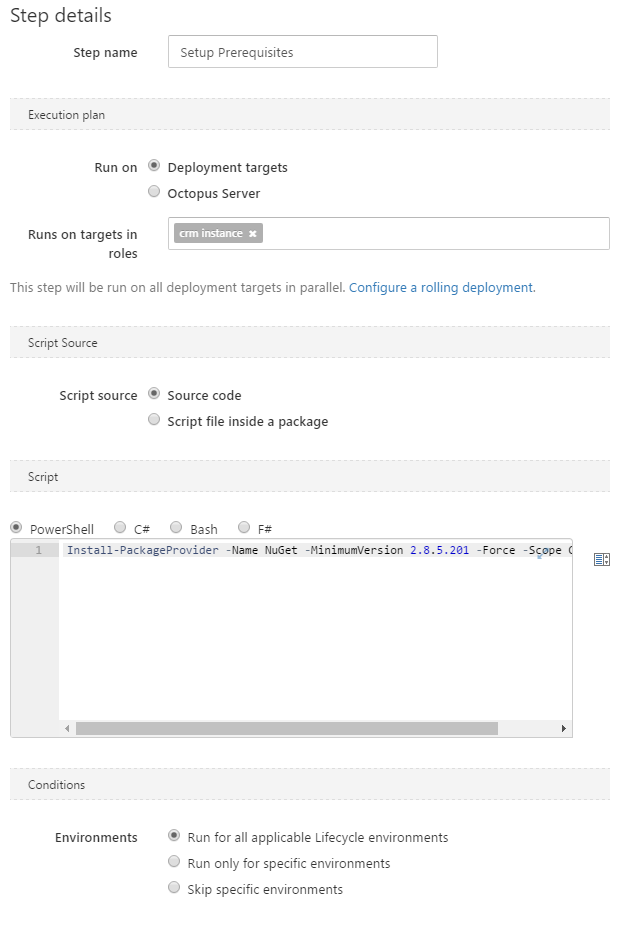 Step details
Step name Setup Prerequisites
Execution plan
Run on Deployment targets
Octopus Server
Runs on targets in roles crm instance ×
This step will be run on all deployment targets in parallel. Configure a rolling deployment.
Script Source
Script source Source code
Script file inside a package
Script
PowerShell C# Bash F#
1 Install-PackageProvider -Name NuGet -MinimumVersion 2.8.5.201 -Force -Scope
Conditions
Environments Run for all applicable Lifecycle environments
Run only for specific environments
Skip specific environments